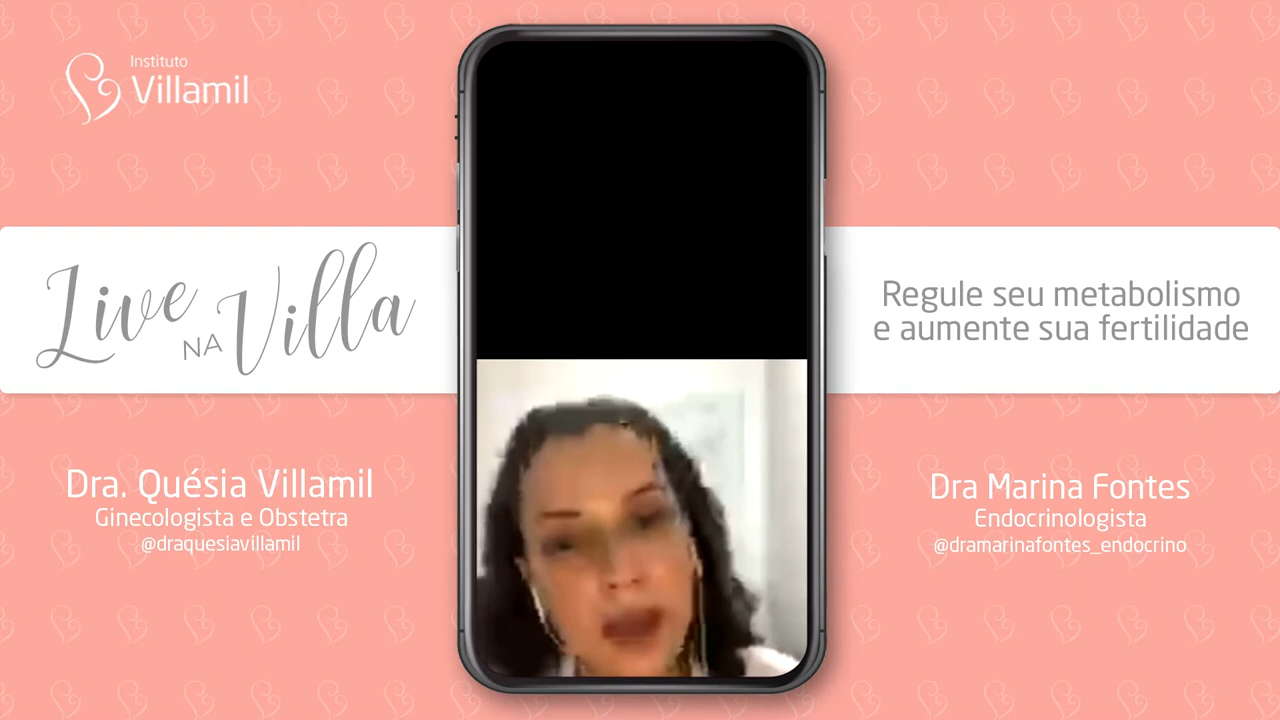 Instituto
Villamil
Live
NA Villa
Regule seu metabolismo
e aumente sua fertilidade
Dra. Quésia Villamil
Ginecologista e Obstetra
@draquesiavillamil
Dra Marina Fontes
Endocrinologista
@dramarinafontes_endocrino